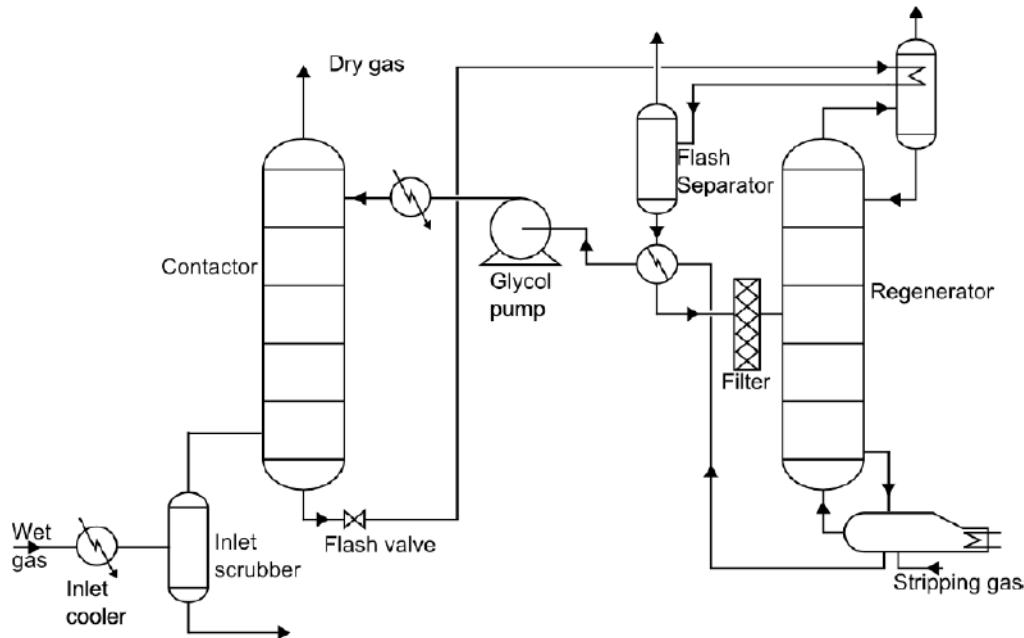 Dry gas
Flash
Separator
Contactor
Glycol
pump
Regenerator
Filter
Wet
gas
Inlet
scrubber
Flash valve
Inlet
cooler
Stripping gas